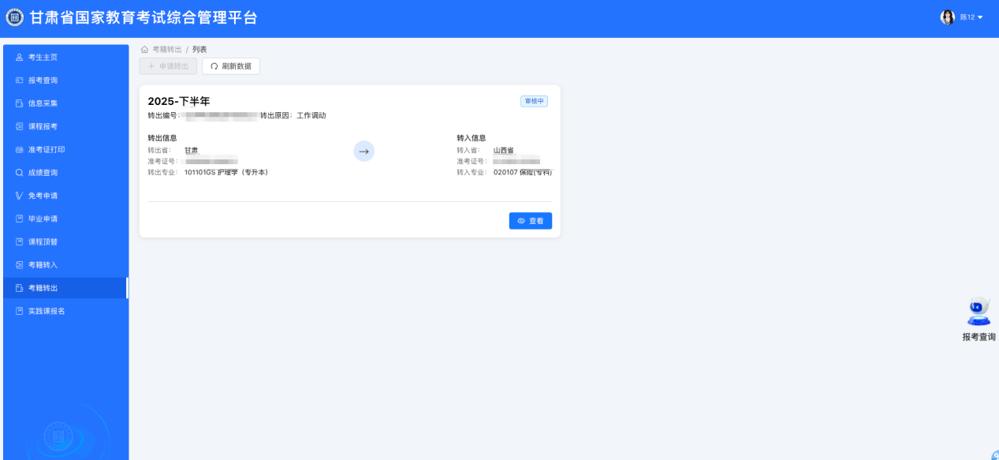 甘肃省国家教育考试综合管理平台
陈12
考生主页
报考查询
信息采集
课程报考
准考证打印
成绩查询
免考申请
毕业申请
课程顶替
考籍转入
考籍转出
实践课报名
考籍转出 / 列表
+ 申请转出
刷新数据
2025-下半年
审核中
转出编号: 转出原因: 工作调动
转出信息
转出省: 甘肃
准考证号:
转出专业: 101101GS 护理学 (专升本)
→
转入信息
转入省: 山西省
准考证号:
转入专业: 020107 保险(专科)
查看
报考查询